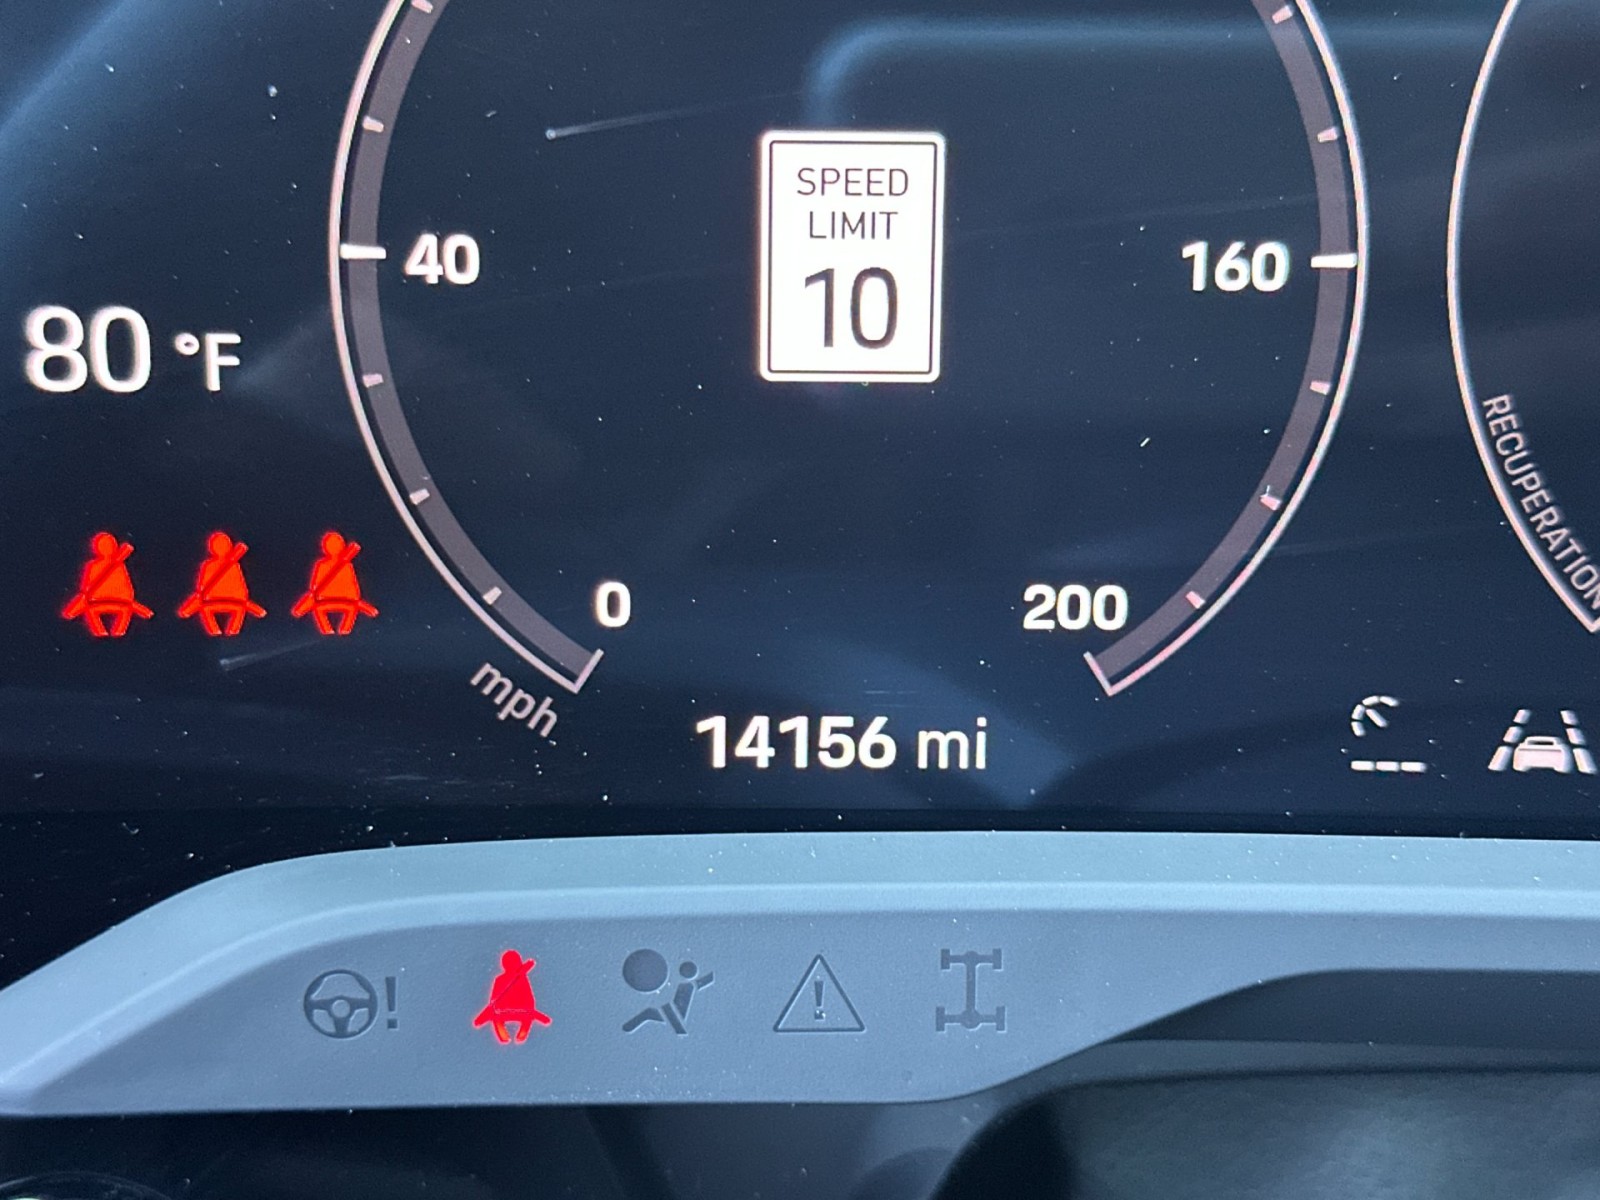 SPEED
LIMIT
10
40
160
80 °F
RECUPERATION
0
200
mph
14156 mi
!
!